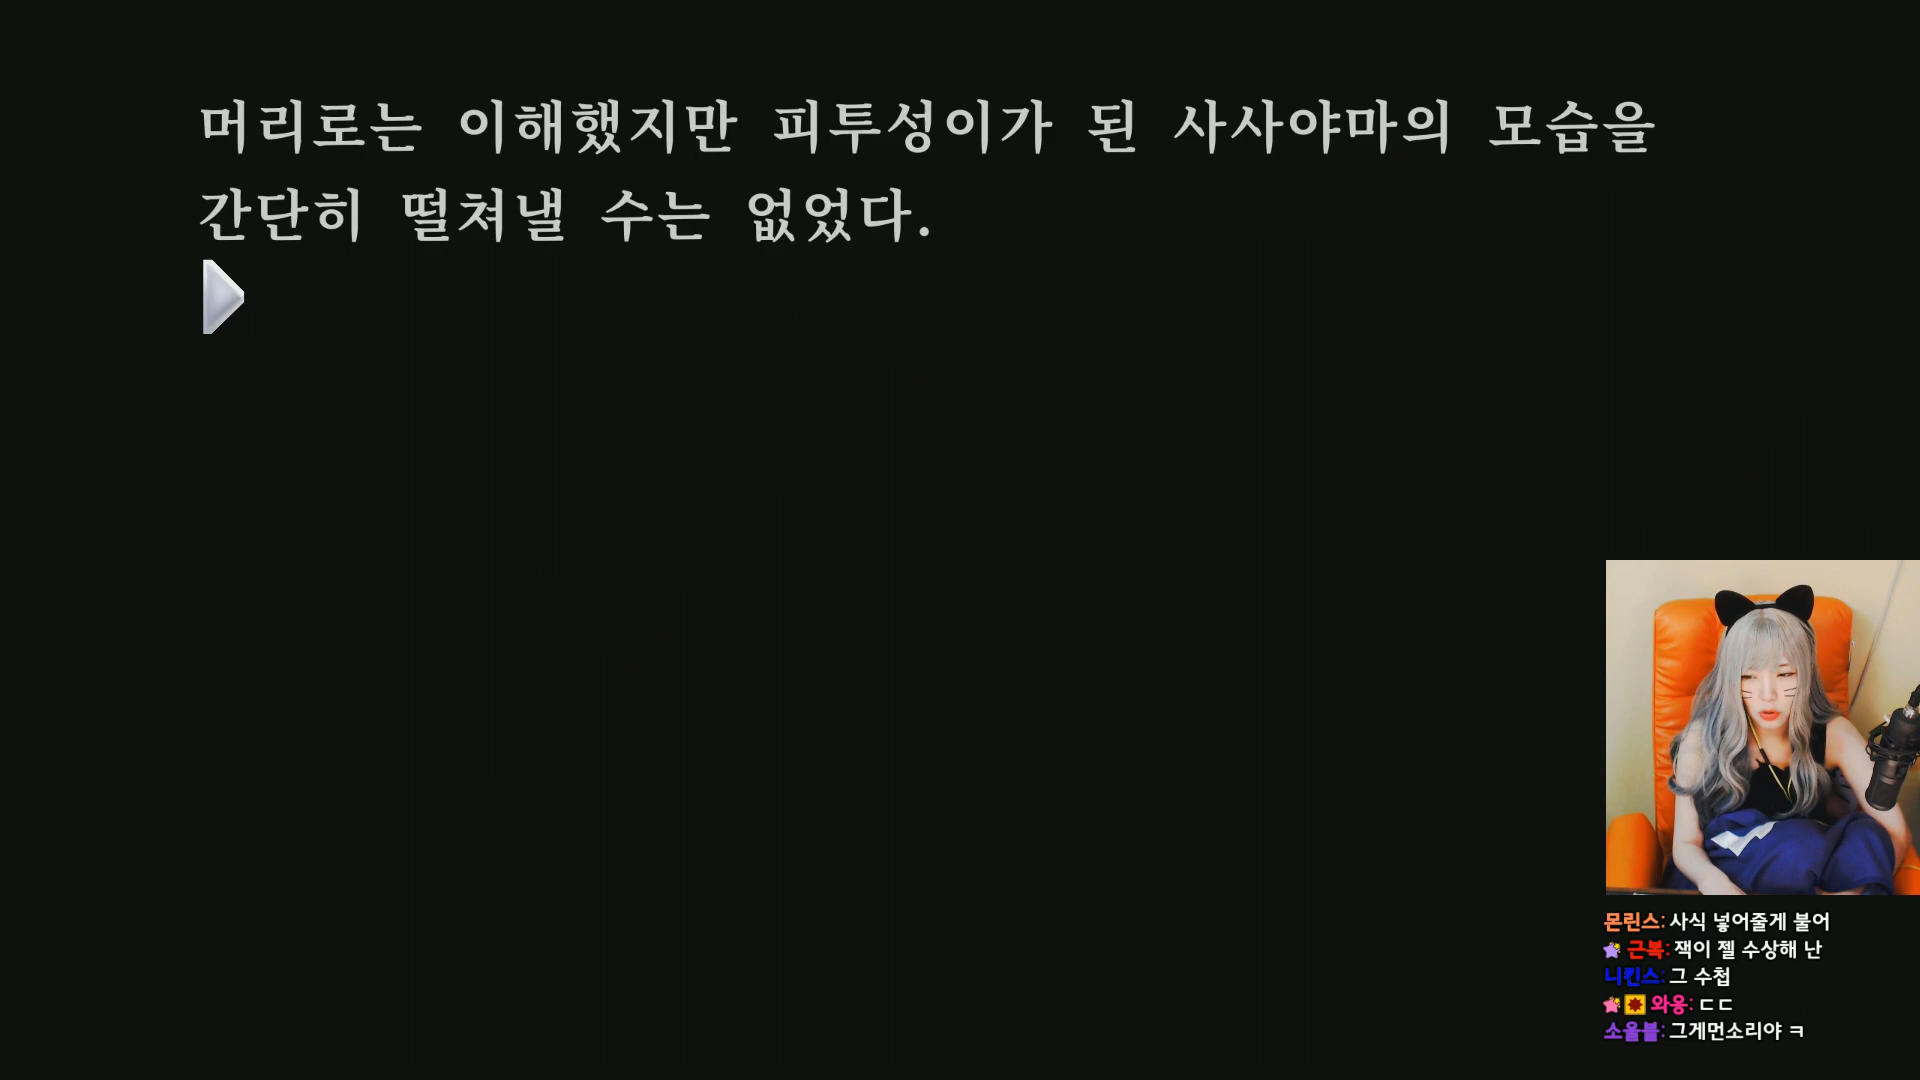 머리로는 이해했지만 피투성이가 된 사사야마의 모습을
간단히 떨쳐낼 수는 없었다.
몬린스: 사식 넣어줄게 불어
근복: 잭이 젤 수상해 난
니킨스: 그 수첩
와웅: ㄷㄷ
소울블: 그게먼소리야 ㅋ